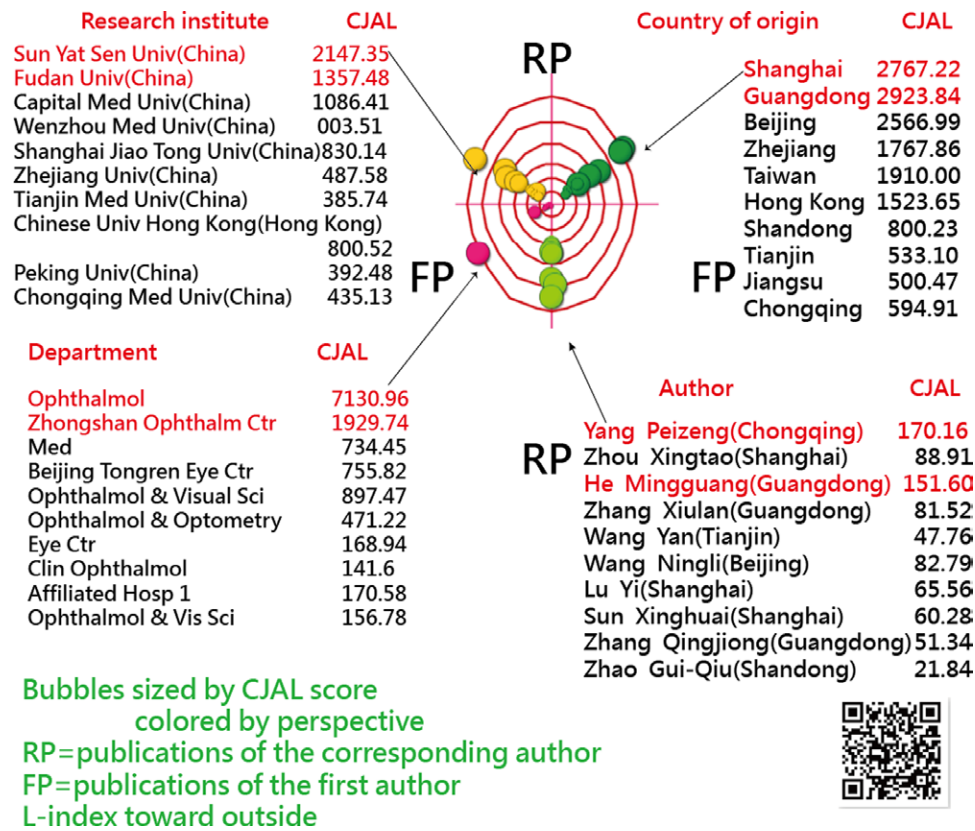 Research institute CJAL
Sun Yat Sen Univ(China) 2147.35
Fudan Univ(China) 1357.48
Capital Med Univ(China) 1086.41
Wenzhou Med Univ(China) 003.51
Shanghai Jiao Tong Univ(China)830.14
Zhejiang Univ(China) 487.58
Tianjin Med Univ(China) 385.74
Chinese Univ Hong Kong(Hong Kong)
800.52
Peking Univ(China) 392.48
Chongqing Med Univ(China) 435.13
RP
FP
FP
RP
Country of origin CJAL
Shanghai 2767.22
Guangdong 2923.84
Beijing 2566.99
Zhejiang 1767.86
Taiwan 1910.00
Hong Kong 1523.65
Shandong 800.23
Tianjin 533.10
Jiangsu 500.47
Chongqing 594.91
Department CJAL
Ophthalmol 7130.96
Zhongshan Ophthalm Ctr 1929.74
Med 734.45
Beijing Tongren Eye Ctr 755.82
Ophthalmol & Visual Sci 897.47
Ophthalmol & Optometry 471.22
Eye Ctr 168.94
Clin Ophthalmol 141.6
Affiliated Hosp 1 170.58
Ophthalmol & Vis Sci 156.78
Author CJAL
Yang Peizeng(Chongqing) 170.16
Zhou Xingtao(Shanghai) 88.91
He Mingguang(Guangdong) 151.60
Zhang Xiulan(Guangdong) 81.52
Wang Yan(Tianjin) 47.76
Wang Ningli(Beijing) 82.79
Lu Yi(Shanghai) 65.56
Sun Xinghuai(Shanghai) 60.28
Zhang Qingjiong(Guangdong) 51.34
Zhao Gui-Qiu(Shandong) 21.84
Bubbles sized by CJAL score
colored by perspective
RP=publications of the corresponding author
FP=publications of the first author
L-index toward outside